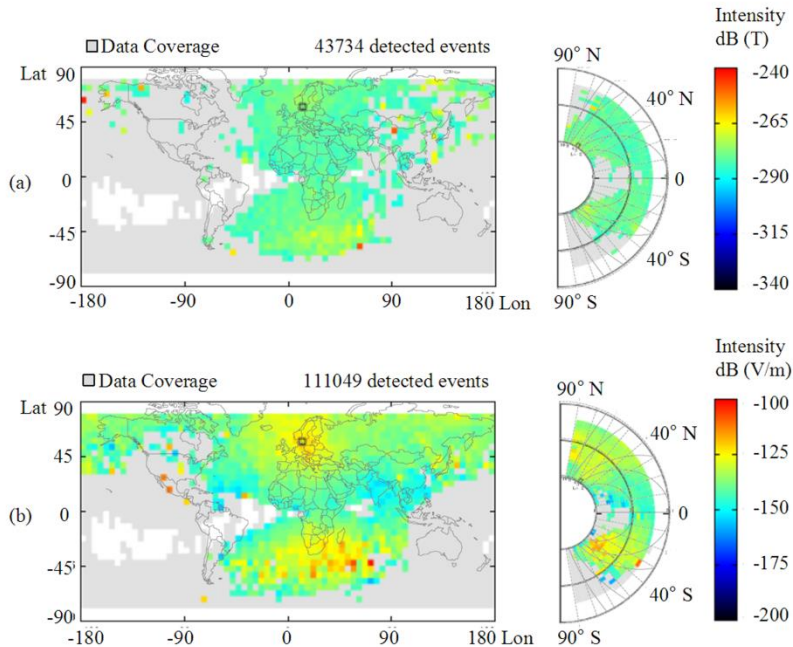 Data Coverage 43734 detected events
Intensity
dB (T)
Lat 90
45
0
-45
-90
-180 -90 0 90 180 Lon
(a)
90° N
40° N
0
40° S
90° S
-240
-265
-290
-315
-340
Data Coverage 111049 detected events
Intensity
dB (V/m)
Lat 90
45
0
-45
-90
-180 -90 0 90 180 Lon
(b)
90° N
40° N
0
40° S
90° S
-100
-125
-150
-175
-200